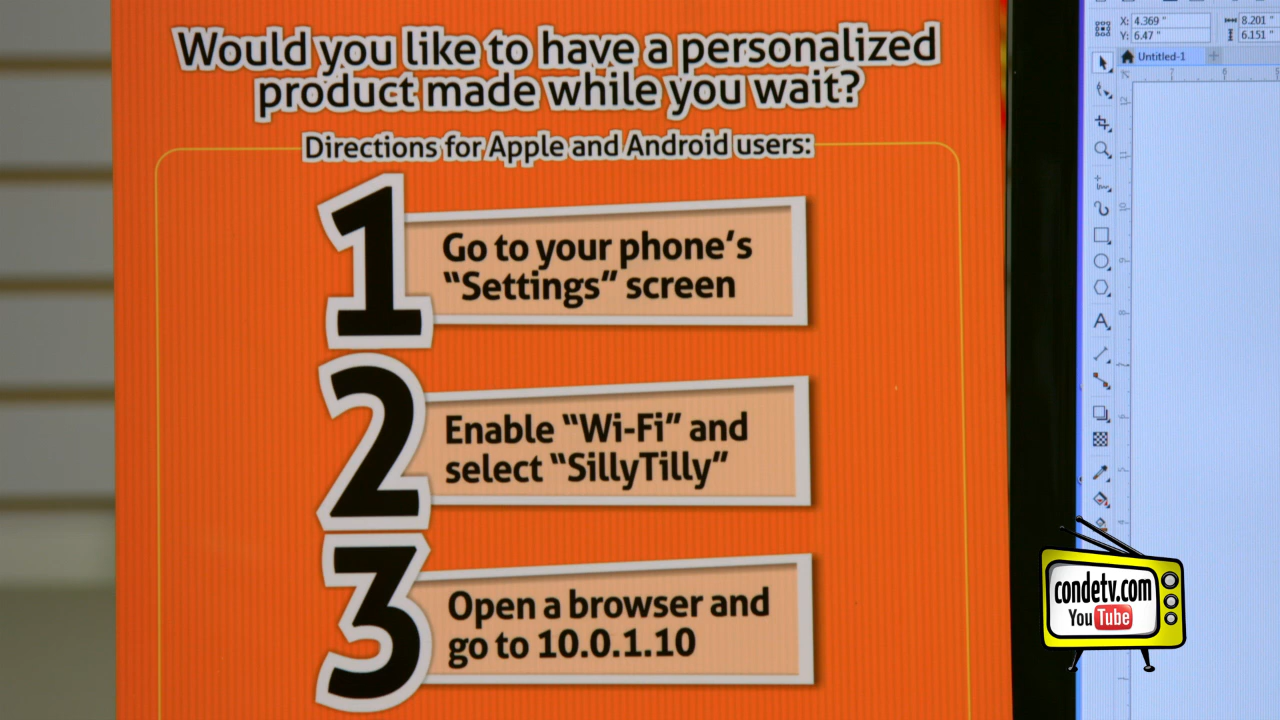 Would you like to have a personalized
product made while you wait?
Directions for Apple and Android users:
1
Go to your phone's
"Settings" screen
2
Enable "Wi-Fi" and
select "SillyTilly"
3
Open a browser and
go to 10.0.1.10
X: 4.369 "
8.201 "
Y: 6.47 "
6.151 "
Untitled-1
condetv.com
YouTube